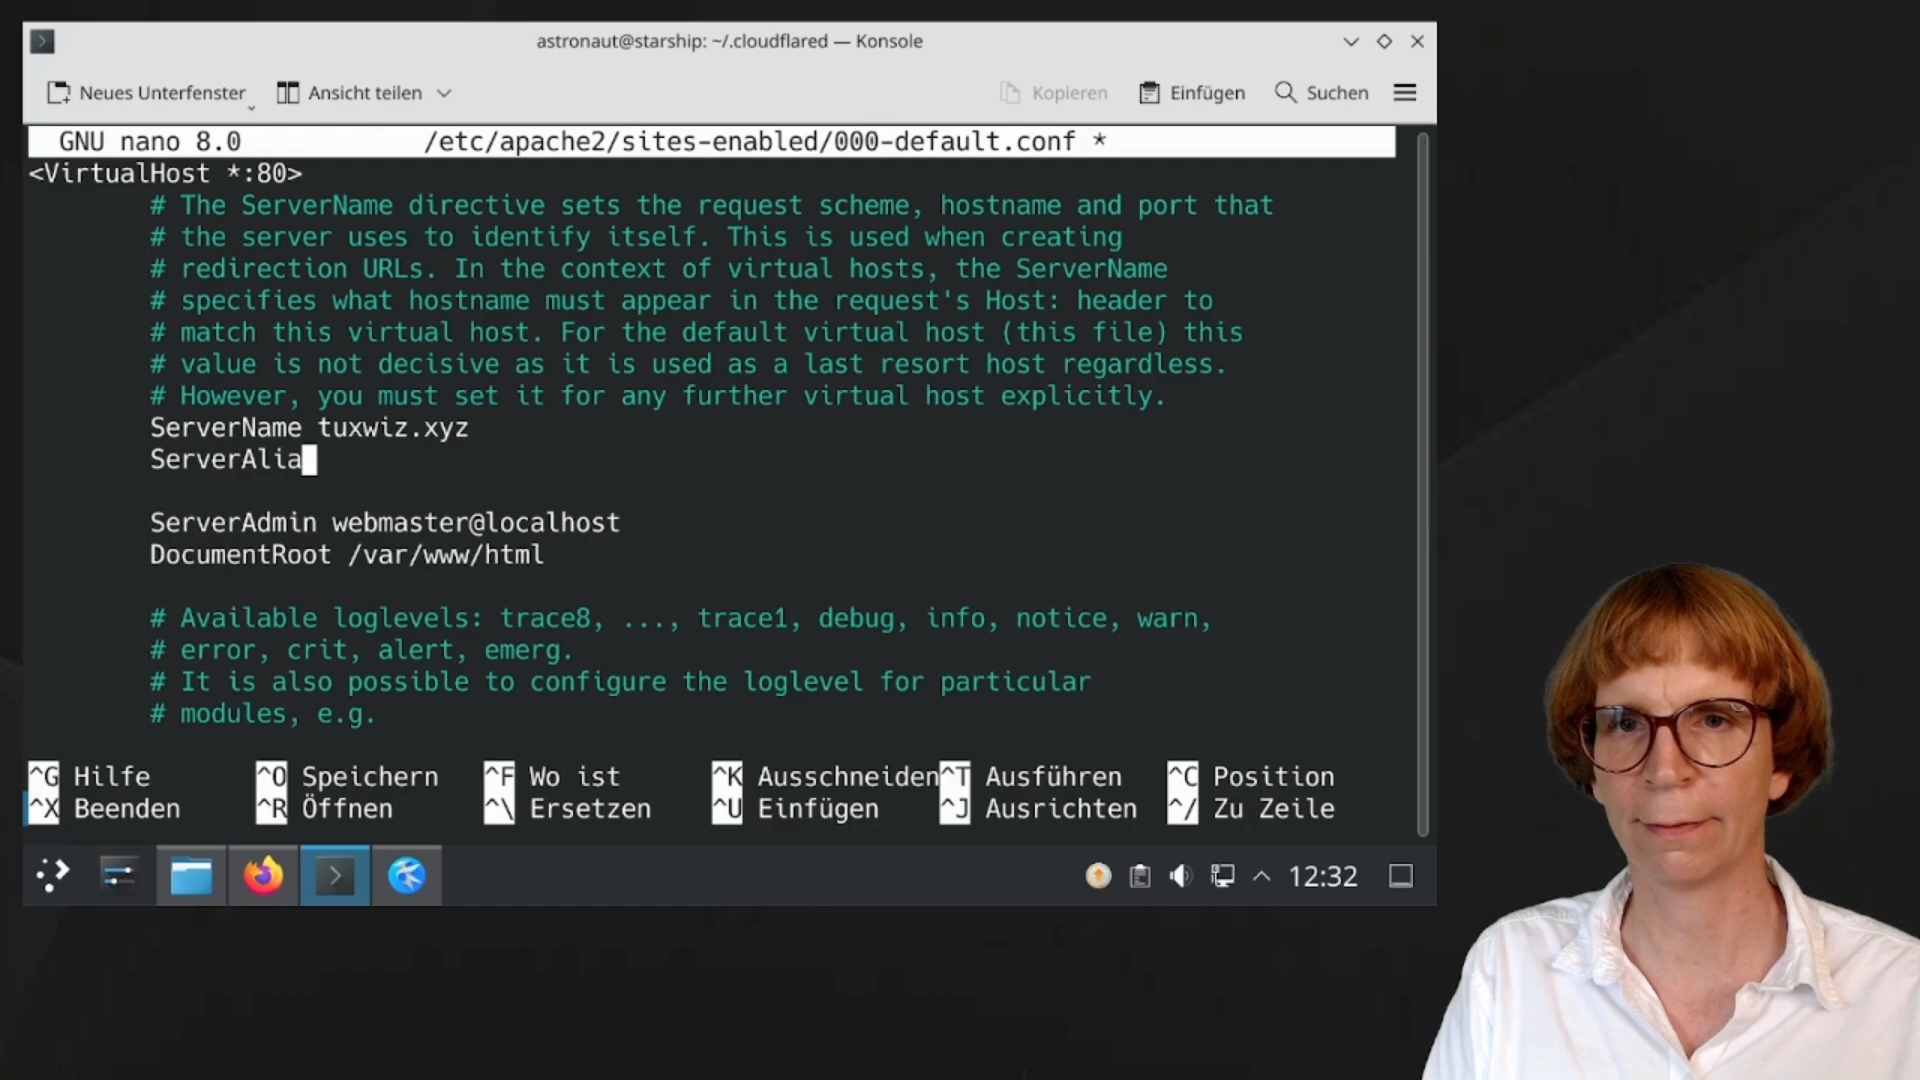 astronaut@starship: ~/.cloudflared — Konsole
Neues Unterfenster Ansicht teilen Kopieren Einfügen Suchen
GNU nano 8.0 /etc/apache2/sites-enabled/000-default.conf *
<VirtualHost *:80>
# The ServerName directive sets the request scheme, hostname and port that
# the server uses to identify itself. This is used when creating
# redirection URLs. In the context of virtual hosts, the ServerName
# specifies what hostname must appear in the request's Host: header to
# match this virtual host. For the default virtual host (this file) this
# value is not decisive as it is used as a last resort host regardless.
# However, you must set it for any further virtual host explicitly.
ServerName tuxwiz.xyz
ServerAlia
ServerAdmin webmaster@localhost
DocumentRoot /var/www/html
# Available loglevels: trace8, ..., trace1, debug, info, notice, warn,
# error, crit, alert, emerg.
# It is also possible to configure the loglevel for particular
# modules, e.g.
^G Hilfe ^O Speichern ^F Wo ist ^K Ausschneiden ^T Ausführen ^C Position
^X Beenden ^R Öffnen ^\ Ersetzen ^U Einfügen ^J Ausrichten ^/ Zu Zeile
12:32